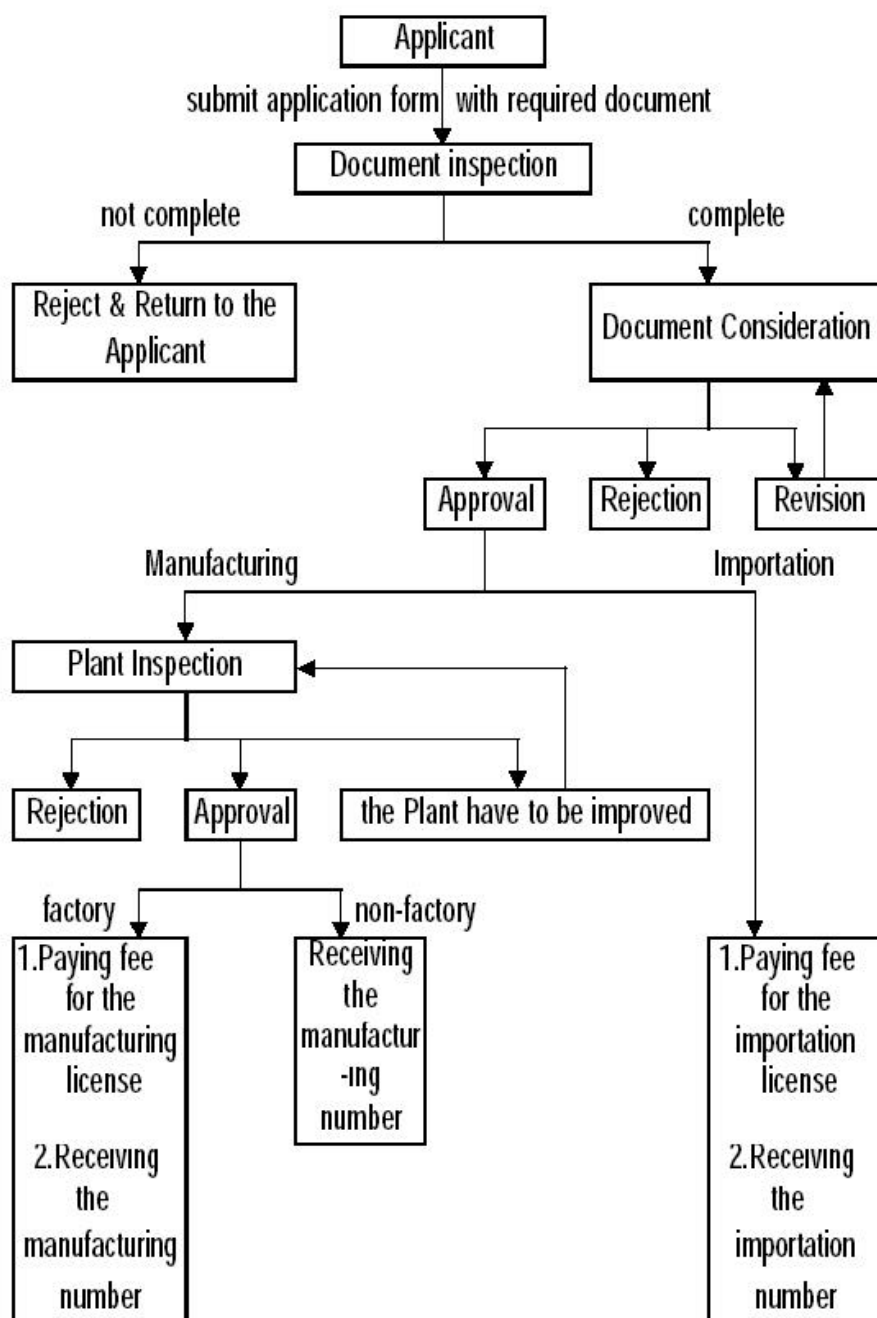 Applicant
submit application form with required document
Document inspection
not complete
complete
Reject & Return to the
Applicant
Document Consideration
Approval
Rejection
Revision
Manufacturing
Importation
Plant Inspection
Rejection
Approval
the Plant have to be improved
factory
non-factory
1.Paying fee
for the
manufacturing
license
2.Receiving
the
manufacturing
number
Receiving
the
manufactur
-ing
number
1.Paying fee
for the
importation
license
2.Receiving
the
importation
number